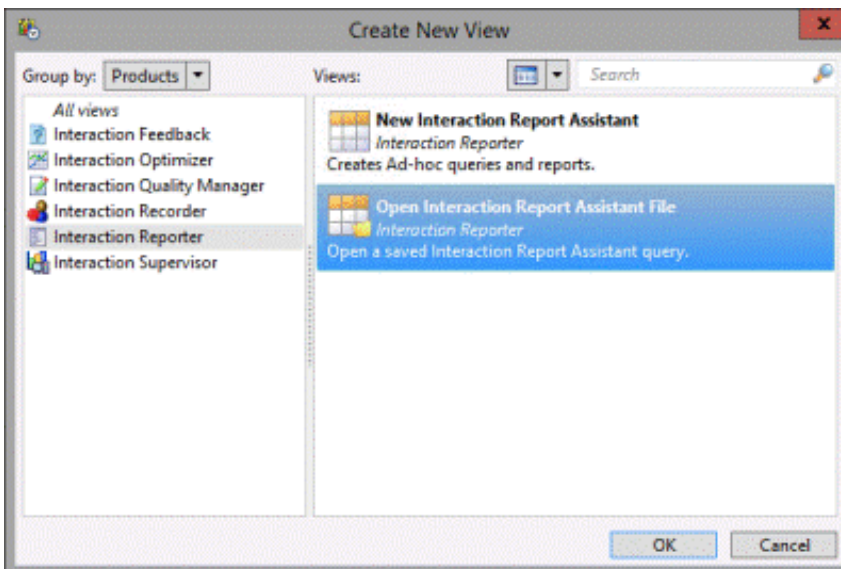 Create New View
x
Group by: Products
Views:
Search
All views
Interaction Feedback
Interaction Optimizer
Interaction Quality Manager
Interaction Recorder
Interaction Reporter
Interaction Supervisor
New Interaction Report Assistant
Interaction Reporter
Creates Ad-hoc queries and reports.
Open Interaction Report Assistant File
Interaction Reporter
Open a saved Interaction Report Assistant query.
OK
Cancel